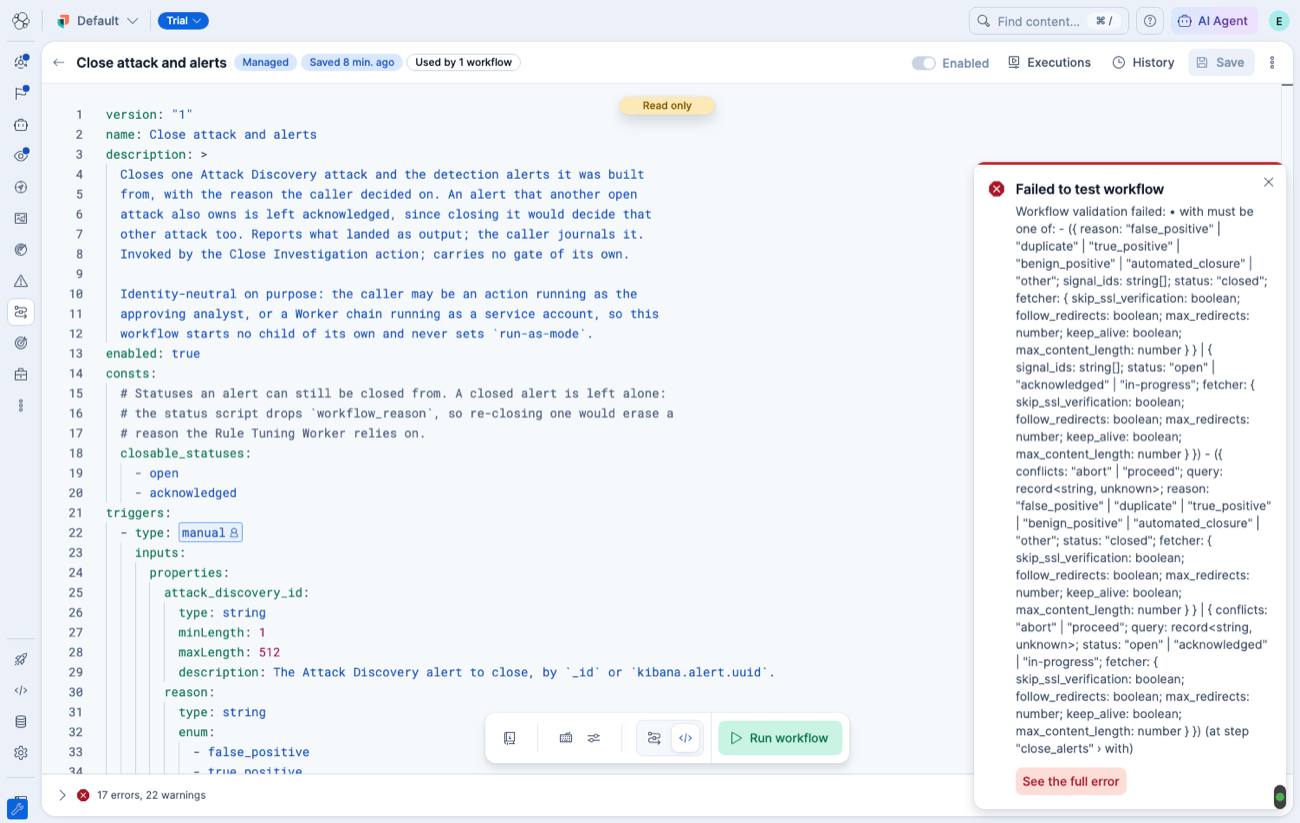 Default
Trial
Find content...
⌘ /
AI Agent
E
Close attack and alerts
Managed
Saved 8 min. ago
Used by 1 workflow
Enabled
Executions
History
Save
Read only
1 version: "1"
2 name: Close attack and alerts
3 description: >
4 Closes one Attack Discovery attack and the detection alerts it was built
5 from, with the reason the caller decided on. An alert that another open
6 attack also owns is left acknowledged, since closing it would decide that
7 other attack too. Reports what landed as output; the caller journals it.
8 Invoked by the Close Investigation action; carries no gate of its own.
9
10 Identity-neutral on purpose: the caller may be an action running as the
11 approving analyst, or a Worker chain running as a service account, so this
12 workflow starts no child of its own and never sets `run-as-mode`.
13 enabled: true
14 consts:
15 # Statuses an alert can still be closed from. A closed alert is left alone:
16 # the status script drops `workflow_reason`, so re-closing one would erase a
17 # reason the Rule Tuning Worker relies on.
18 closable_statuses:
19 - open
20 - acknowledged
21 triggers:
22 - type: manual
23 inputs:
24 properties:
25 attack_discovery_id:
26 type: string
27 minLength: 1
28 maxLength: 512
29 description: The Attack Discovery alert to close, by `_id` or `kibana.alert.uuid`.
30 reason:
31 type: string
32 enum:
33 - false_positive
34 - true_positive
Run workflow
17 errors, 22 warnings
Failed to test workflow
Workflow validation failed: • with must be
one of: - ({ reason: "false_positive" |
"duplicate" | "true_positive" |
"benign_positive" | "automated_closure" |
"other"; signal_ids: string[]; status: "closed";
fetcher: { skip_ssl_verification: boolean;
follow_redirects: boolean; max_redirects:
number; keep_alive: boolean;
max_content_length: number } } | {
signal_ids: string[]; status: "open" |
"acknowledged" | "in-progress"; fetcher: {
skip_ssl_verification: boolean;
follow_redirects: boolean; max_redirects:
number; keep_alive: boolean;
max_content_length: number } }) - ({
conflicts: "abort" | "proceed"; query:
record<string, unknown>; reason:
"false_positive" | "duplicate" | "true_positive"
| "benign_positive" | "automated_closure" |
"other"; status: "closed"; fetcher: {
skip_ssl_verification: boolean;
follow_redirects: boolean; max_redirects:
number; keep_alive: boolean;
max_content_length: number } } | { conflicts:
"abort" | "proceed"; query: record<string,
unknown>; status: "open" | "acknowledged"
| "in-progress"; fetcher: {
skip_ssl_verification: boolean;
follow_redirects: boolean; max_redirects:
number; keep_alive: boolean;
max_content_length: number } }) (at step
"close_alerts" › with)
See the full error